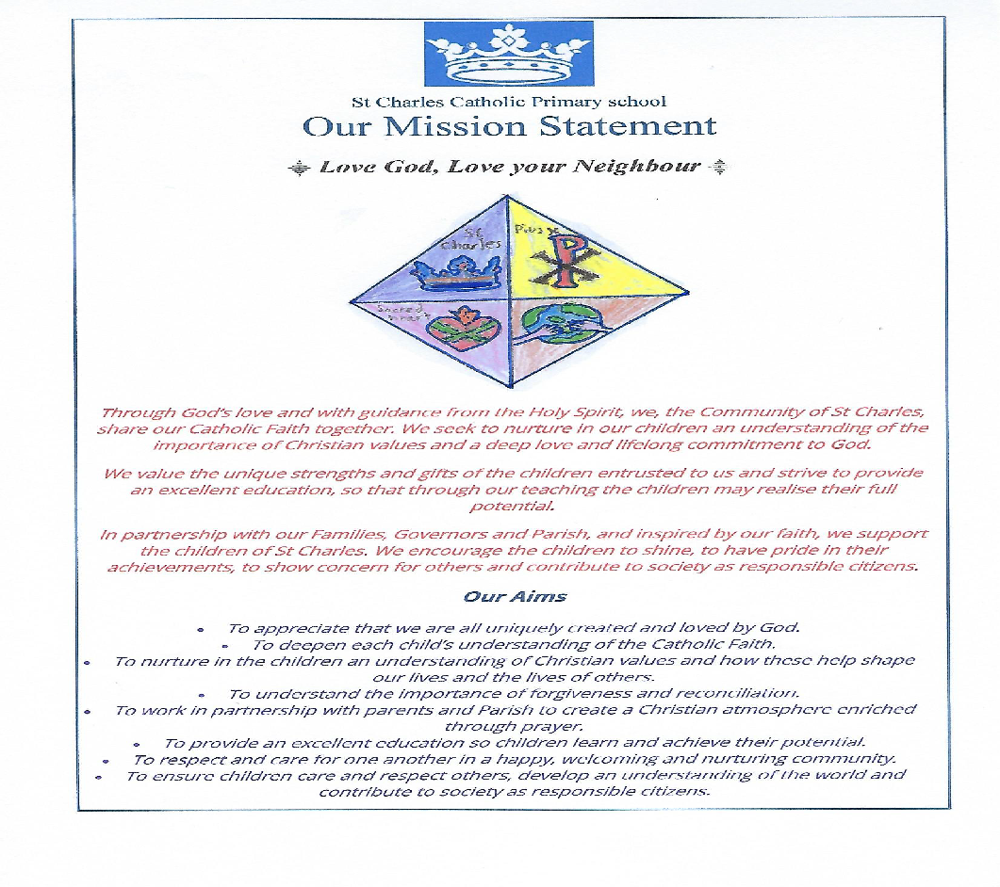 St Charles Catholic Primary school
Our Mission Statement
Love God, Love your Neighbour
St
Charles
Pius X
Sacred
Heart
Through God's love and with guidance from the Holy Spirit, we, the Community of St Charles,
share our Catholic Faith together. We seek to nurture in our children an understanding of the
importance of Christian values and a deep love and lifelong commitment to God.
We value the unique strengths and gifts of the children entrusted to us and strive to provide
an excellent education, so that through our teaching the children may realise their full
potential.
In partnership with our Families, Governors and Parish, and inspired by our faith, we support
the children of St Charles. We encourage the children to shine, to have pride in their
achievements, to show concern for others and contribute to society as responsible citizens.
Our Aims
• To appreciate that we are all uniquely created and loved by God.
• To deepen each child's understanding of the Catholic Faith.
• To nurture in the children an understanding of Christian values and how these help shape
our lives and the lives of others.
• To understand the importance of forgiveness and reconciliation.
• To work in partnership with parents and Parish to create a Christian atmosphere enriched
through prayer.
• To provide an excellent education so children learn and achieve their potential.
• To respect and care for one another in a happy, welcoming and nurturing community.
• To ensure children care and respect others, develop an understanding of the world and
contribute to society as responsible citizens.